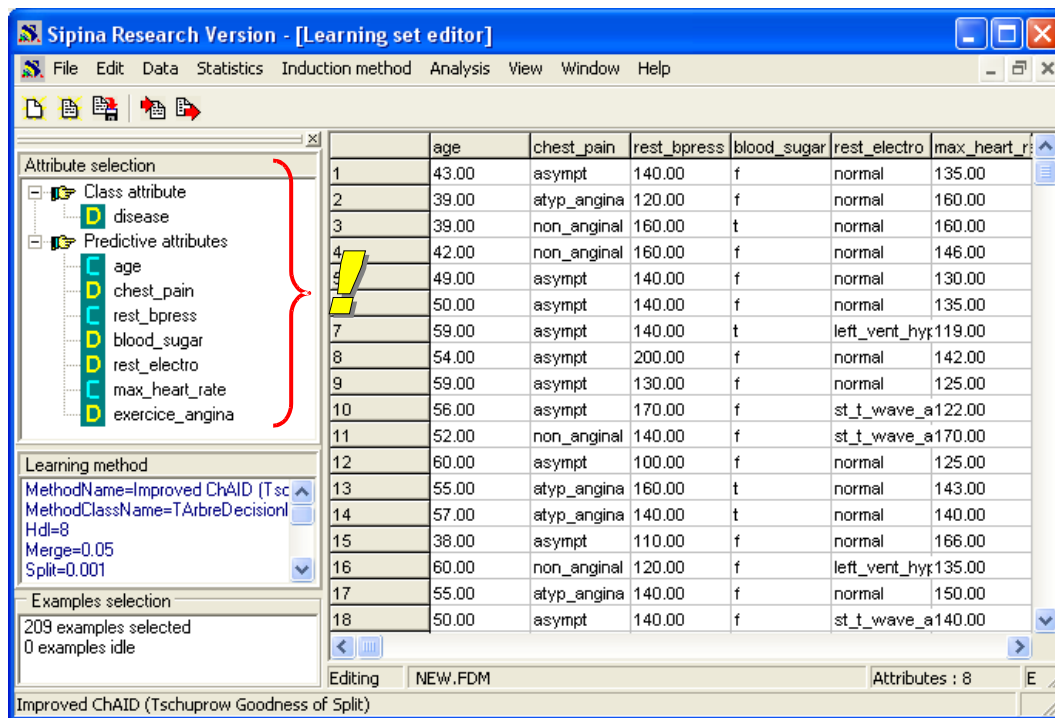 Sipina Research Version - [Learning set editor]
File Edit Data Statistics Induction method Analysis View Window Help
Attribute selection
Class attribute
D disease
Predictive attributes
C age
D chest_pain
C rest_bpress
D blood_sugar
D rest_electro
C max_heart_rate
D exercice_angina
Learning method
MethodName=Improved ChAID (Tsc
MethodClassName=TArbreDecisionI
Hdl=8
Merge=0.05
Split=0.001
Examples selection
209 examples selected
0 examples idle
age chest_pain rest_bpress blood_sugar rest_electro max_heart_r
1 43.00 asympt 140.00 f normal 135.00
2 39.00 atyp_angina 120.00 f normal 160.00
3 39.00 non_anginal 160.00 t normal 160.00
4 42.00 non_anginal 160.00 f normal 146.00
5 49.00 asympt 140.00 f normal 130.00
50.00 asympt 140.00 f normal 135.00
7 59.00 asympt 140.00 t left_vent_hyp 119.00
8 54.00 asympt 200.00 f normal 142.00
9 59.00 asympt 130.00 f normal 125.00
10 56.00 asympt 170.00 f st_t_wave_a 122.00
11 52.00 non_anginal 140.00 f st_t_wave_a 170.00
12 60.00 asympt 100.00 f normal 125.00
13 55.00 atyp_angina 160.00 t normal 143.00
14 57.00 atyp_angina 140.00 t normal 140.00
15 38.00 asympt 110.00 f normal 166.00
16 60.00 non_anginal 120.00 f left_vent_hyp 135.00
17 55.00 atyp_angina 140.00 f normal 150.00
18 50.00 asympt 140.00 f st_t_wave_a 140.00
!
Editing NEW.FDM Attributes : 8 E
Improved ChAID (Tschuprow Goodness of Split)